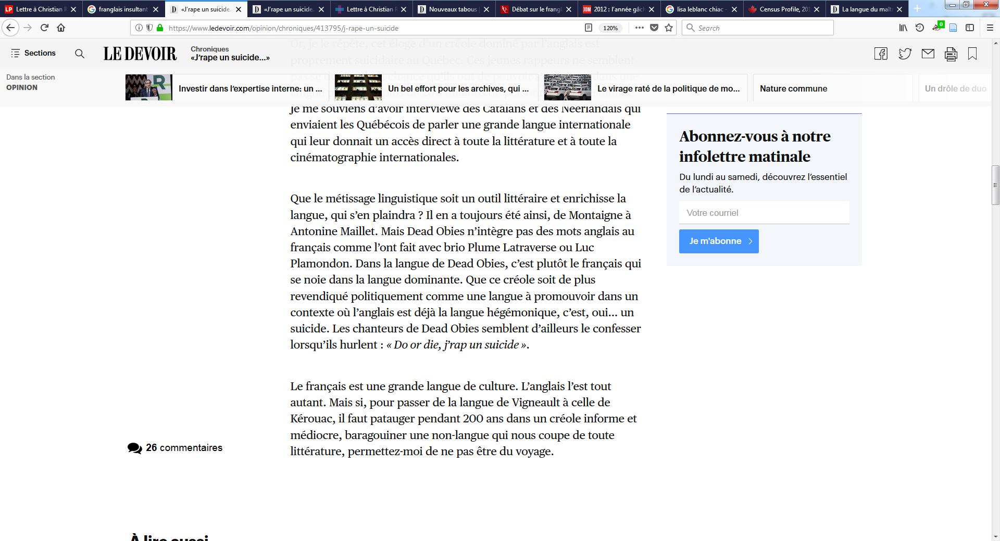 Lettre à Christian R
franglais insultant
«J'rape un suicide...
«J'rape un suicide...
Lettre à Christian R
Nouveaux tabous |
Débat sur le frangl
2012 : l'année gâch
lisa leblanc chiac -
Census Profile, 201
La langue du maîtr
https://www.ledevoir.com/opinion/chroniques/413795/j-rape-un-suicide
120%
Search
0
Sections
LE DEVOIR
Chroniques
«J'rape un suicide...»
Or, je le répète, cet éloge d'un créole dominé par l'anglais est
proprement suicidaire au Québec. Ces jeunes rappeurs ne semblent
Dans la section
OPINION
Investir dans l'expertise interne: un ...
Un bel effort pour les archives, qui ...
Le virage raté de la politique de mo...
Nature commune
Un drôle de duo
Je me souviens d'avoir interviewé des Catalans et des Néerlandais qui
enviaient les Québécois de parler une grande langue internationale
qui leur donnait un accès direct à toute la littérature et à toute la
cinématographie internationales.
Que le métissage linguistique soit un outil littéraire et enrichisse la
langue, qui s'en plaindra ? Il en a toujours été ainsi, de Montaigne à
Antonine Maillet. Mais Dead Obies n'intègre pas des mots anglais au
français comme l'ont fait avec brio Plume Latraverse ou Luc
Plamondon. Dans la langue de Dead Obies, c'est plutôt le français qui
se noie dans la langue dominante. Que ce créole soit de plus
revendiqué politiquement comme une langue à promouvoir dans un
contexte où l'anglais est déjà la langue hégémonique, c'est, oui... un
suicide. Les chanteurs de Dead Obies semblent d'ailleurs le confesser
lorsqu'ils hurlent : « Do or die, j'rap un suicide ».
Le français est une grande langue de culture. L'anglais l'est tout
autant. Mais si, pour passer de la langue de Vigneault à celle de
Kérouac, il faut patauger pendant 200 ans dans un créole informe et
médiocre, baragouiner une non-langue qui nous coupe de toute
littérature, permettez-moi de ne pas être du voyage.
26 commentaires
Abonnez-vous à notre
infolettre matinale
Du lundi au samedi, découvrez l'essentiel
de l'actualité.
Votre courriel
Je m'abonne
À lire aussi